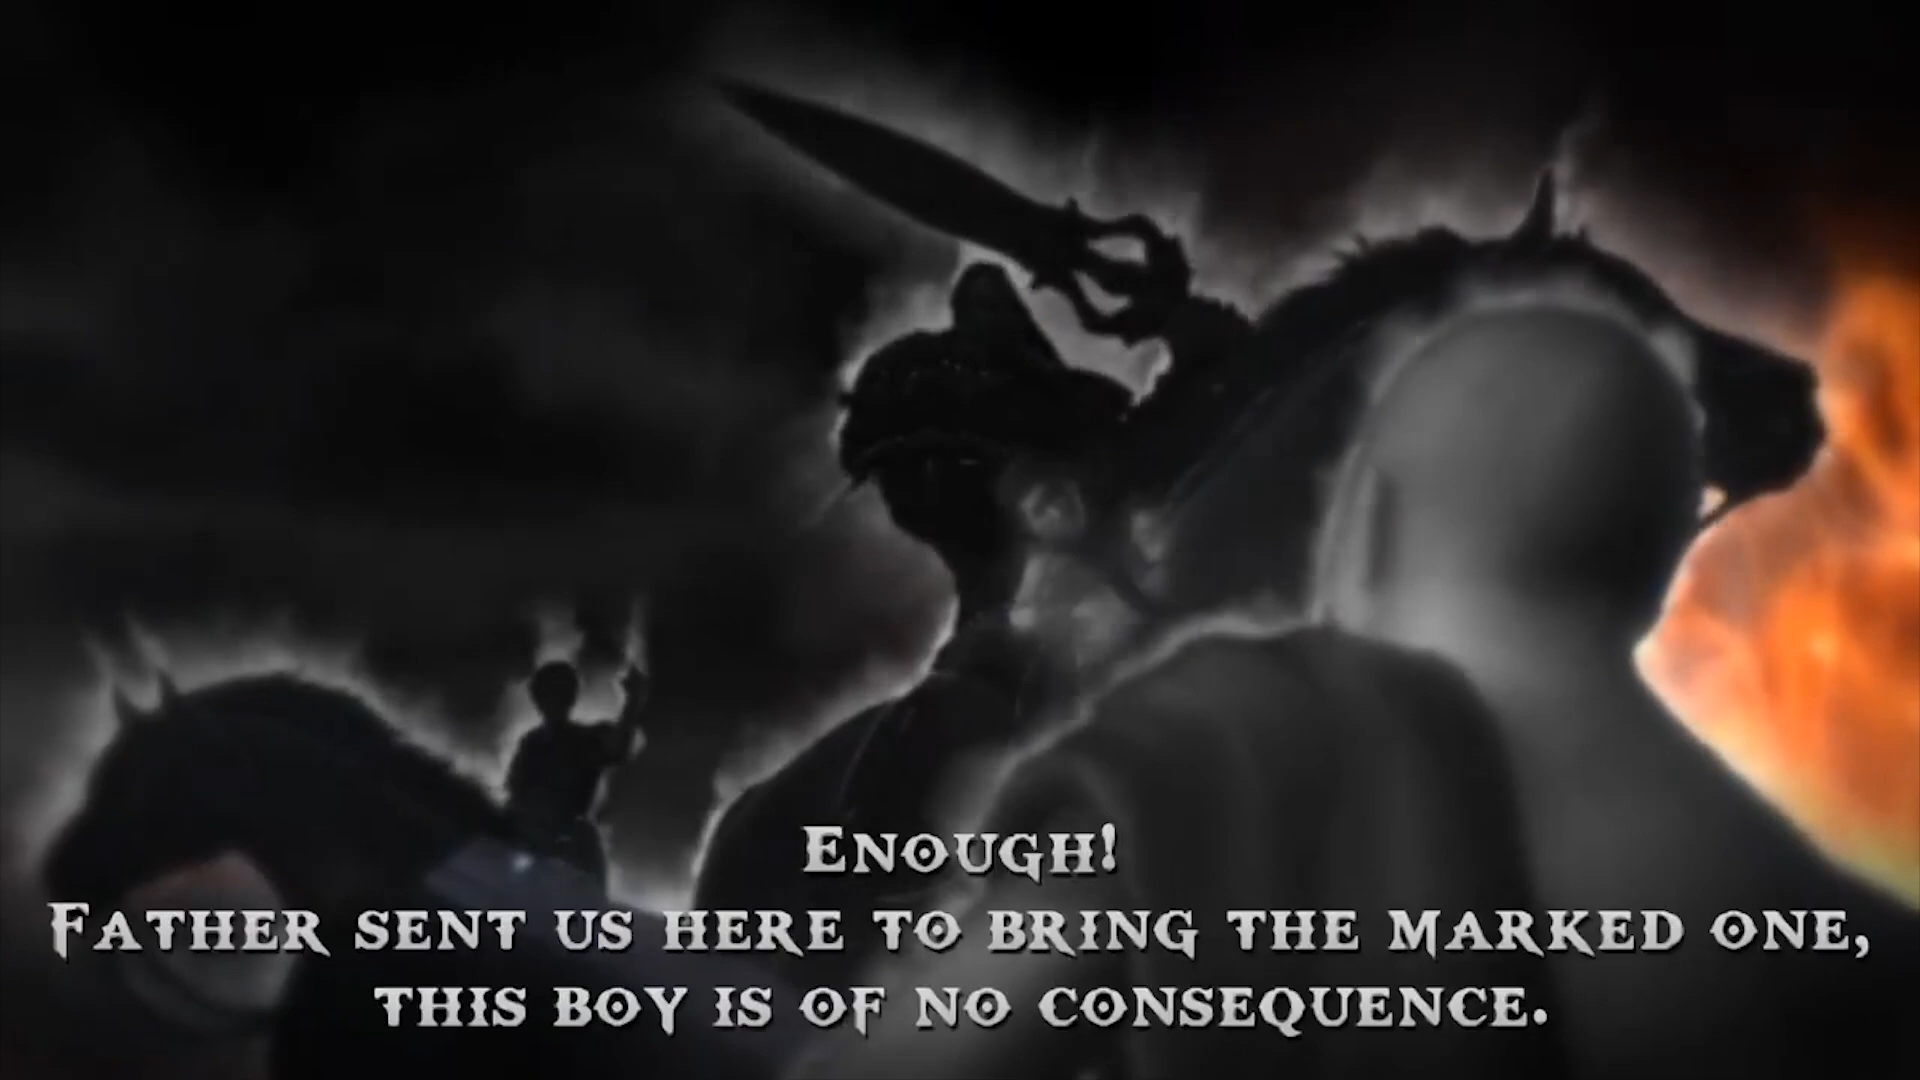 Enough!
Father sent us here to bring the marked one,
this boy is of no consequence.